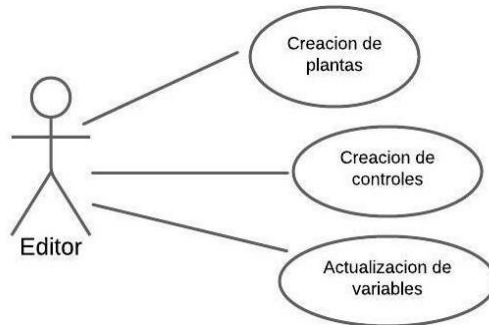 Creacion de
plantas
Creacion de
controles
Editor
Actualizacion de
variables